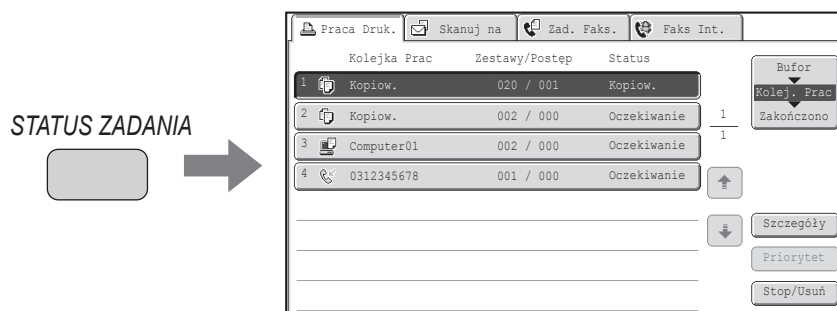 STATUS ZADANIA
Praca Druk. Skanuj na Zad. Faks. Faks Int.
Kolejka Prac Zestawy/Postęp Status
1 Kopiow. 020 / 001 Kopiow.
2 Kopiow. 002 / 000 Oczekiwanie
3 Computer01 002 / 000 Oczekiwanie
4 0312345678 001 / 000 Oczekiwanie
1
1
Bufor
Kolej. Prac
Zakończono
Szczegóły
Priorytet
Stop/Usuń